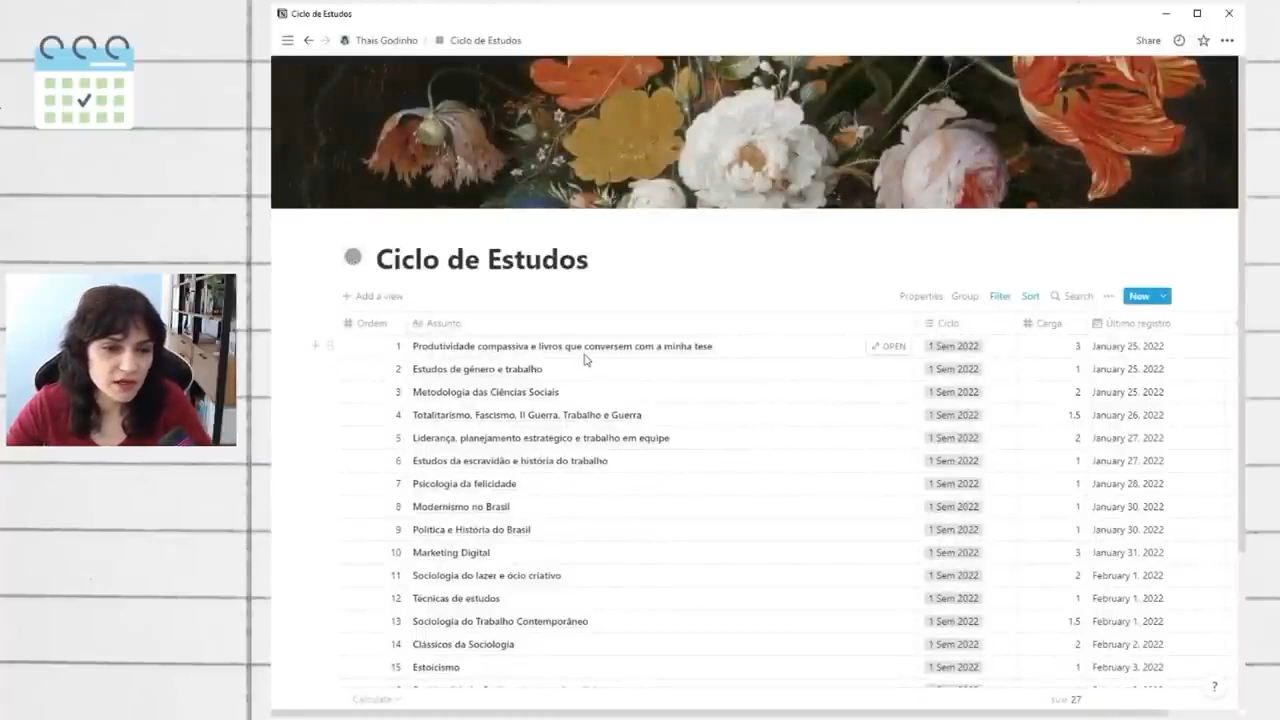 Ciclo de Estudos
Thais Godinho / Ciclo de Estudos
Share
Ciclo de Estudos
+ Add a view
Properties Group Filter Sort Search ... New
# Ordem Assunto Ciclo # Carga Último registro
1 Produtividade compassiva e livros que conversem com a minha tese OPEN 1 Sem 2022 3 January 25, 2022
2 Estudos de gênero e trabalho 1 Sem 2022 1 January 25, 2022
3 Metodologia das Ciências Sociais 1 Sem 2022 2 January 25, 2022
4 Totalitarismo, Fascismo, II Guerra, Trabalho e Guerra 1 Sem 2022 1.5 January 26, 2022
5 Liderança, planejamento estratégico e trabalho em equipe 1 Sem 2022 2 January 27, 2022
6 Estudos da escravidão e história do trabalho 1 Sem 2022 1 January 27, 2022
7 Psicologia da felicidade 1 Sem 2022 1 January 28, 2022
8 Modernismo no Brasil 1 Sem 2022 1 January 30, 2022
9 Política e História do Brasil 1 Sem 2022 1 January 30, 2022
10 Marketing Digital 1 Sem 2022 3 January 31, 2022
11 Sociologia do lazer e ócio criativo 1 Sem 2022 2 February 1, 2022
12 Técnicas de estudos 1 Sem 2022 1 February 1, 2022
13 Sociologia do Trabalho Contemporâneo 1 Sem 2022 1.5 February 1, 2022
14 Clássicos da Sociologia 1 Sem 2022 2 February 2, 2022
15 Estoicismo 1 Sem 2022 1 February 3, 2022
Calculate SUM 27
?